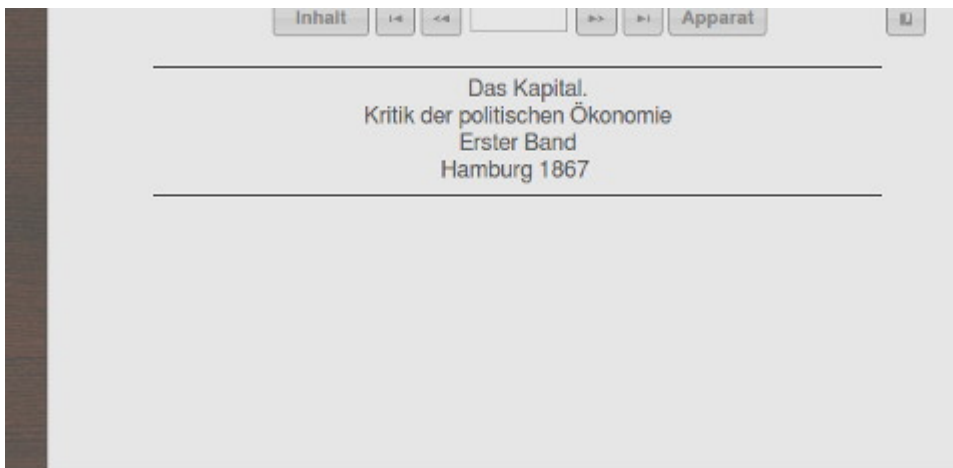 Inhalt Apparat
Das Kapital.
Kritik der politischen Ökonomie
Erster Band
Hamburg 1867